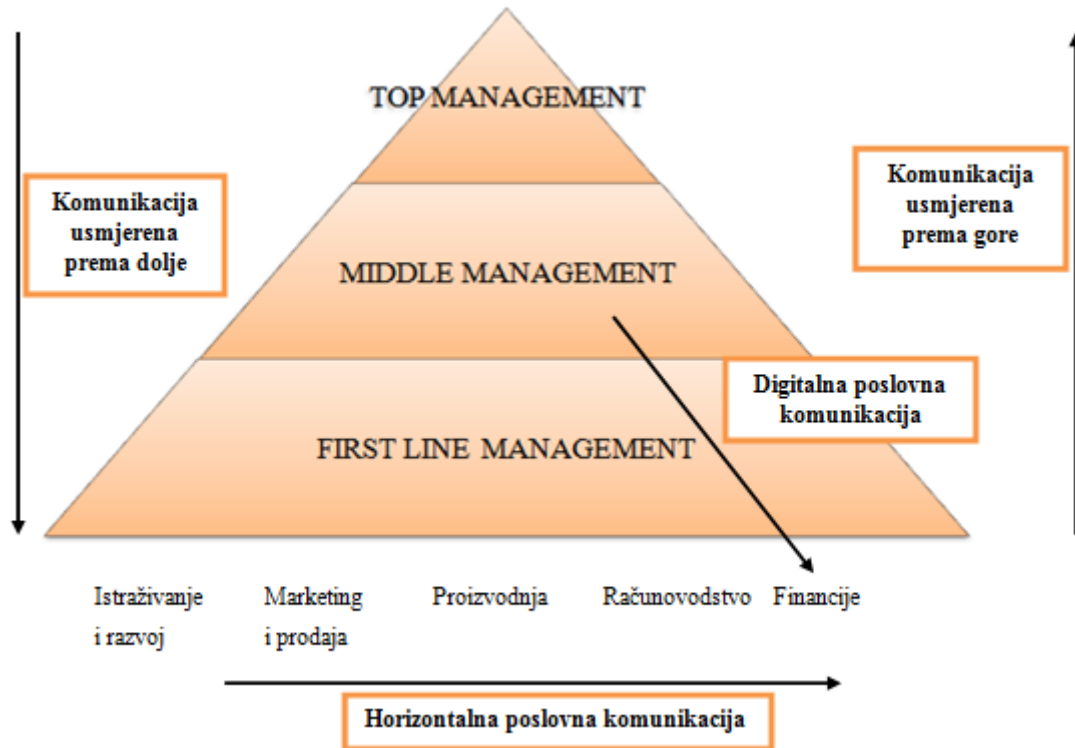 TOP MANAGEMENT
Komunikacija
usmjerena
prema dolje
Komunikacija
usmjerena
prema gore
MIDDLE MANAGEMENT
Digitalna poslovna
komunikacija
FIRST LINE MANAGEMENT
Istraživanje
i razvoj
Marketing
i prodaja
Proizvodnja
Računovodstvo
Financije
Horizontalna poslovna komunikacija